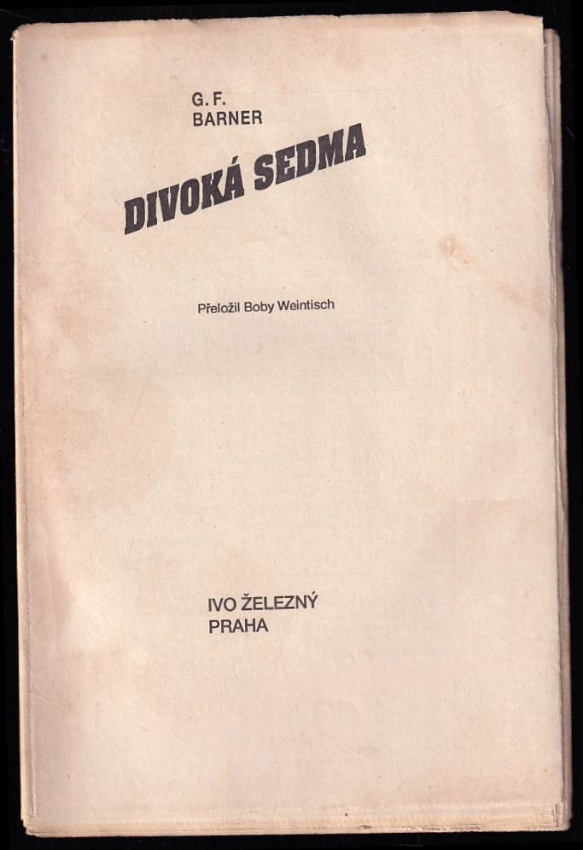 G. F.
BARNER
DIVOKÁ SEDMA
Přeložil Boby Weintisch
IVO ŽELEZNÝ
PRAHA